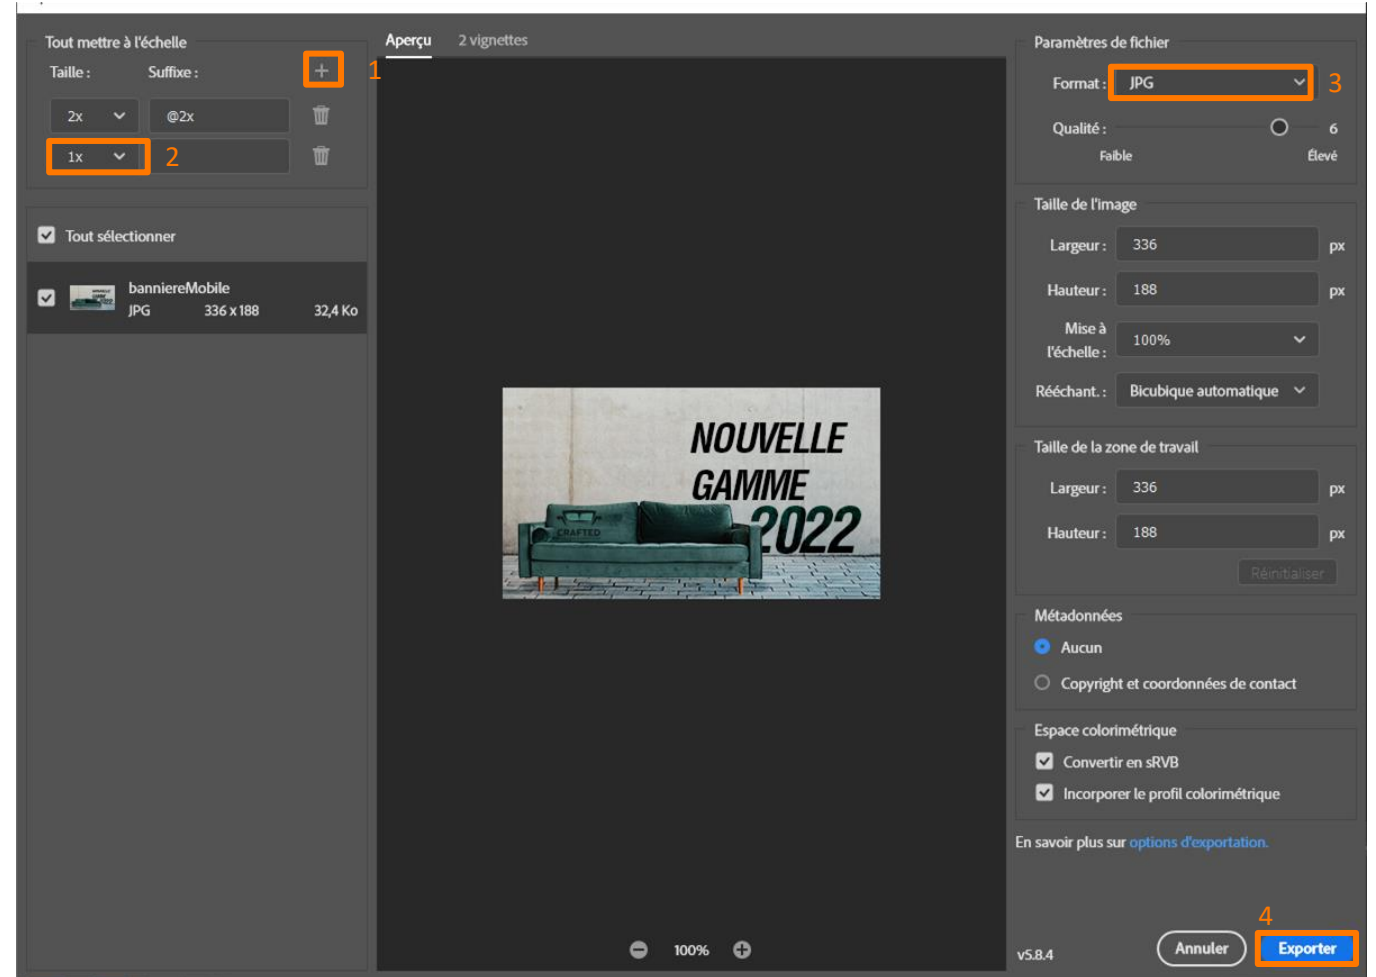 Tout mettre à l'échelle
Taille : Suffixe : + 1
2x @2x
1x 2
Tout sélectionner
banniereMobile
JPG 336 x 188 32,4 Ko
Aperçu 2 vignettes
NOUVELLE
GAMME
2022
CRAFTED
100%
Paramètres de fichier
Format : JPG 3
Qualité : 6
Faible Élevé
Taille de l'image
Largeur : 336 px
Hauteur : 188 px
Mise à
l'échelle : 100%
Rééchant. : Bicubique automatique
Taille de la zone de travail
Largeur : 336 px
Hauteur : 188 px
Réinitialiser
Métadonnées
Aucun
Copyright et coordonnées de contact
Espace colorimétrique
Convertir en sRVB
Incorporer le profil colorimétrique
En savoir plus sur options d'exportation.
4
v5.8.4 Annuler Exporter